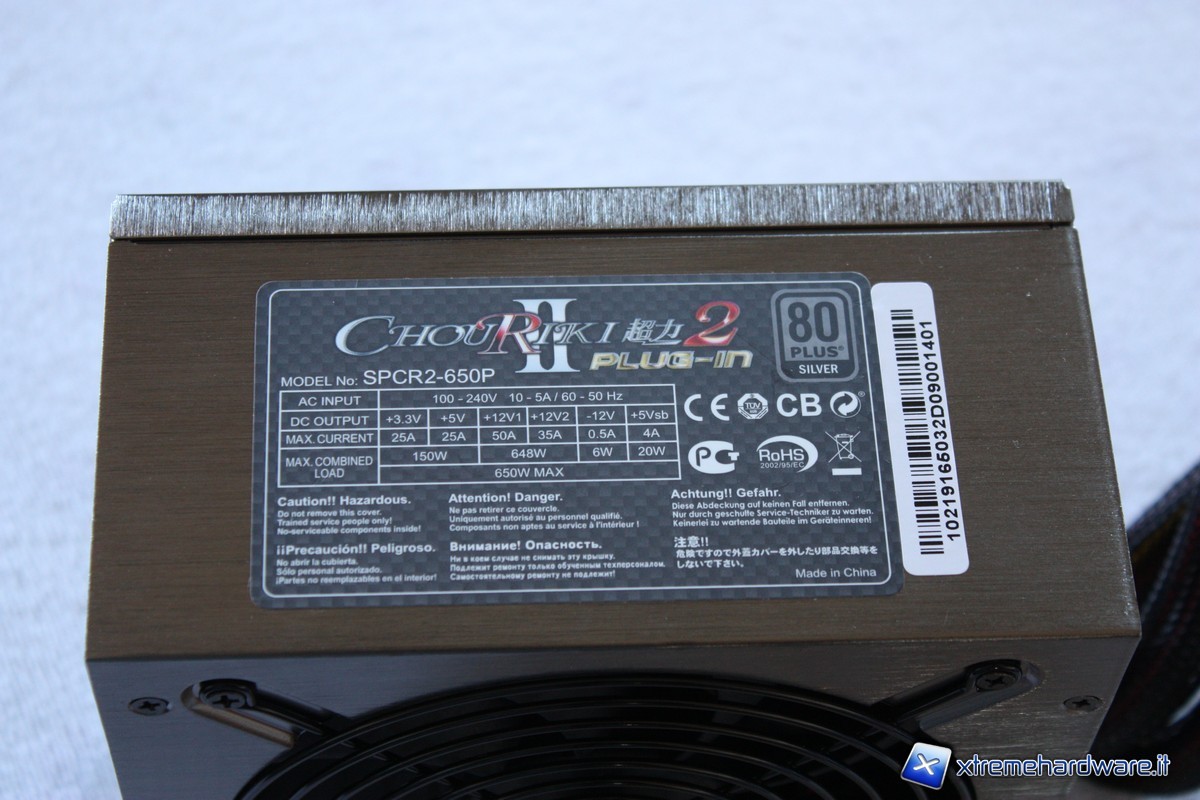 CHOURIKI II 超力 2
PLUG-IN
80
PLUS®
SILVER
MODEL No: SPCR2-650P
AC INPUT 100 - 240V 10 - 5A / 60 - 50 Hz
DC OUTPUT +3.3V +5V +12V1 +12V2 -12V +5Vsb
MAX. CURRENT 25A 25A 50A 35A 0.5A 4A
MAX. COMBINED LOAD 150W 648W 6W 20W
650W MAX
CE TÜV CB
PG RoHS
2002/95/EC
Caution!! Hazardous.
Do not remove this cover.
Trained service people only!
No-serviceable components inside!
Attention! Danger.
Ne pas retirer ce couvercle.
Uniquement autorisé au personnel qualifié.
Componants non aptes au service à l'intérieur !
Achtung!! Gefahr.
Diese Abdeckung auf keinen Fall entfernen.
Nur durch geschulte Service-Techniker zu warten.
Keinerlei zu wartende Bauteile im Geräteinneren!
¡¡Precaución!! Peligroso.
No abrir la cubierta.
Sólo personal autorizado.
¡Partes no reemplazables en el interior!
Внимание! Опасность.
Ни в коем случае не снимать эту крышку.
Подлежит ремонту только обученным техперсоналом.
Самостоятельному ремонту не подлежит!
注意!!
危険ですので外蓋カバーを外したり部品交換等を
しないで下さい。
Made in China
10219165032D09001401
xtremehardware.it